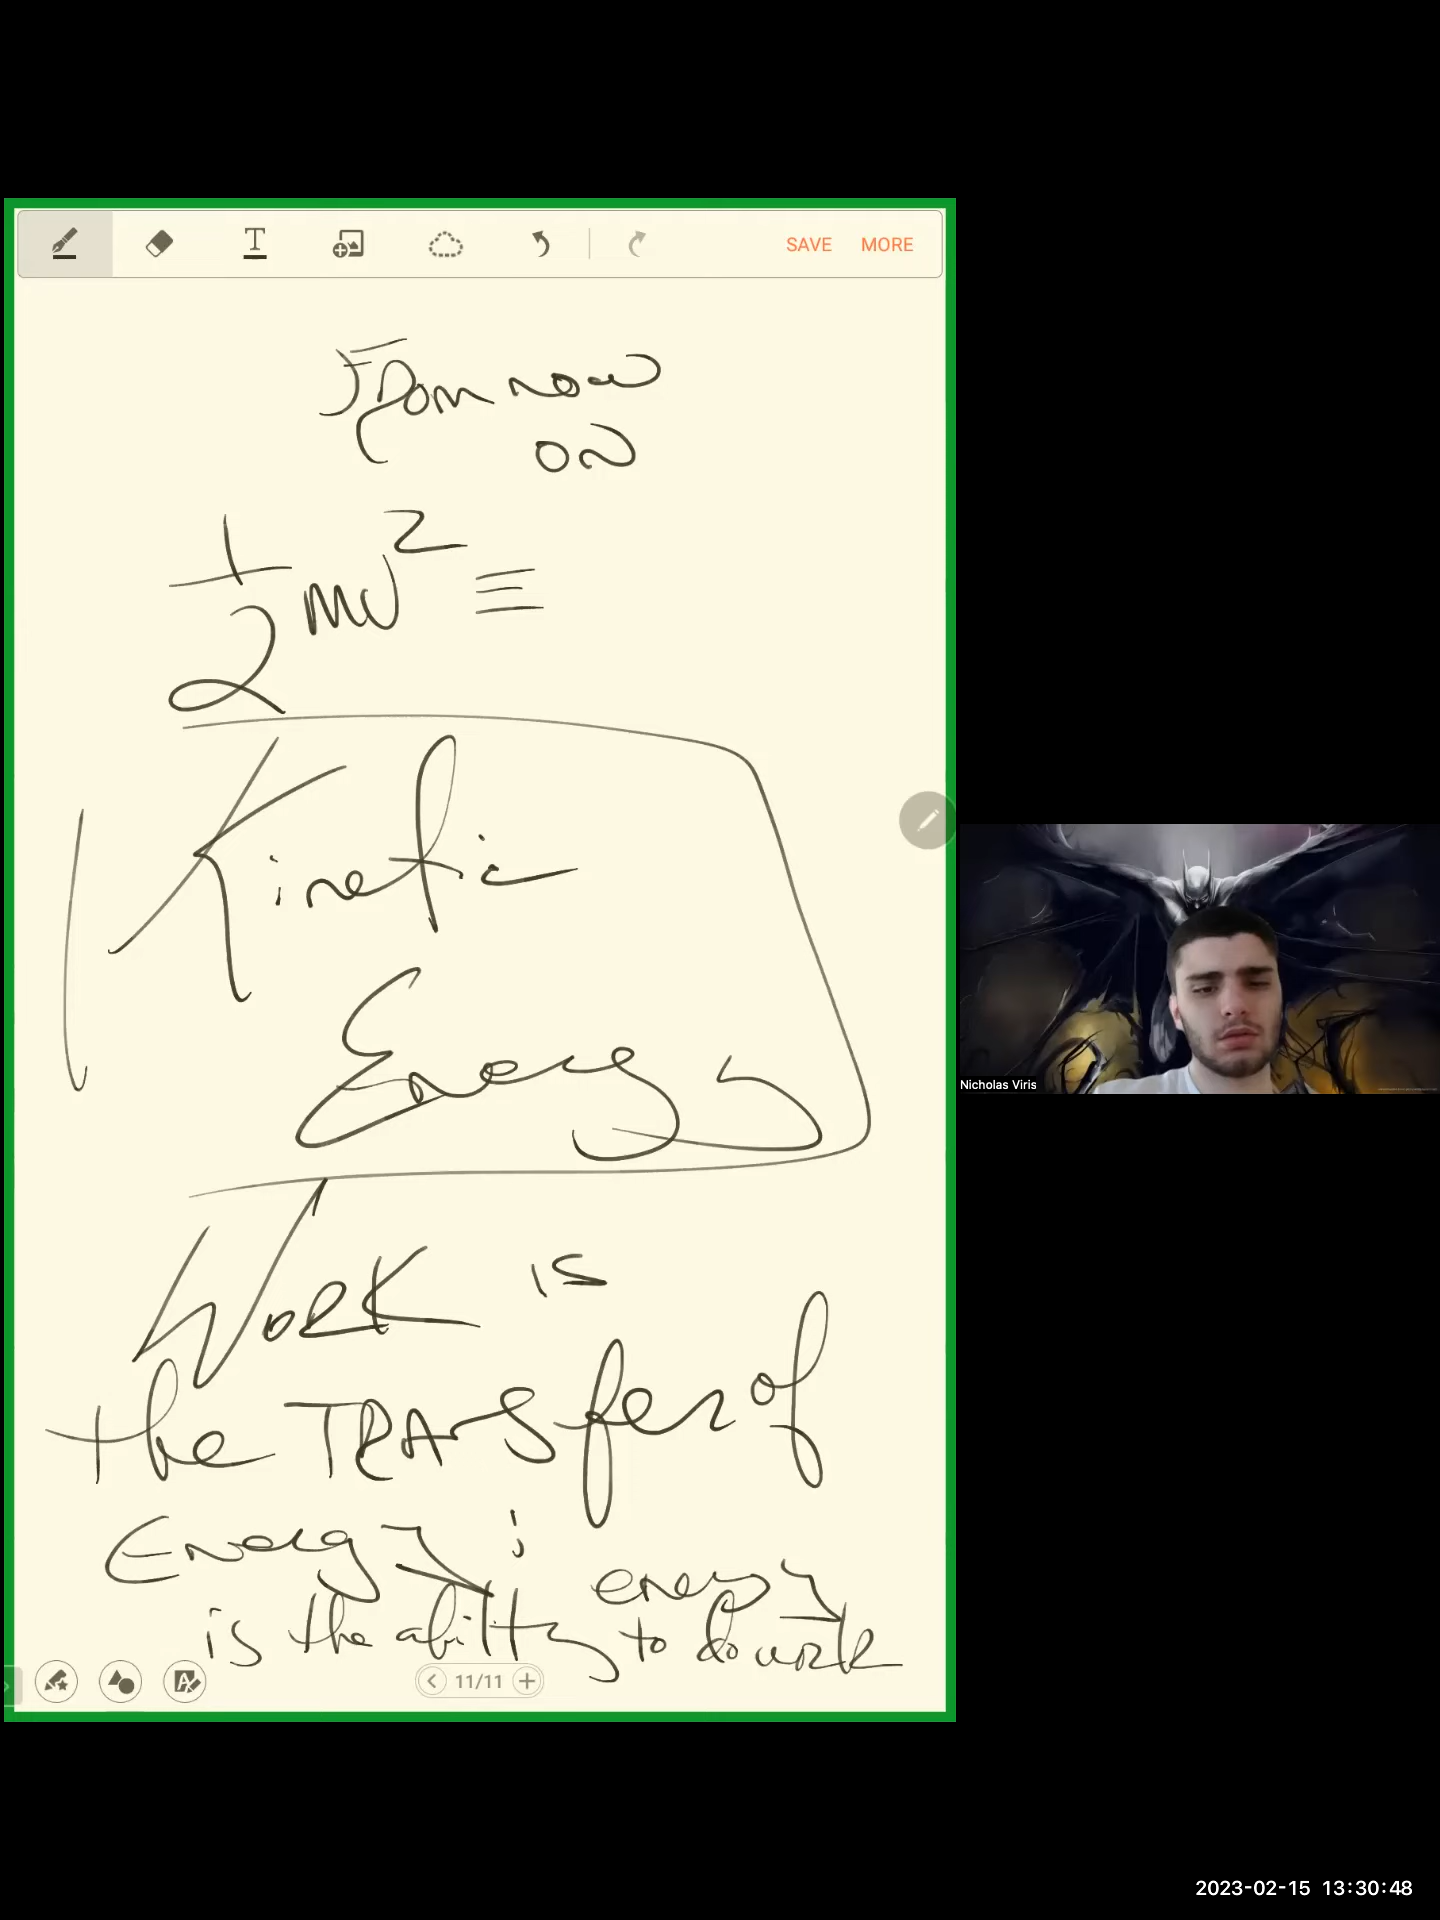 SAVE MORE
From now
on
1/2 mv² ≡
Kinetic
Energy
Work is
the TRANSfer of
Energy; energy
is the ability to do work
11/11
Nicholas Viris
2023-02-15 13:30:48